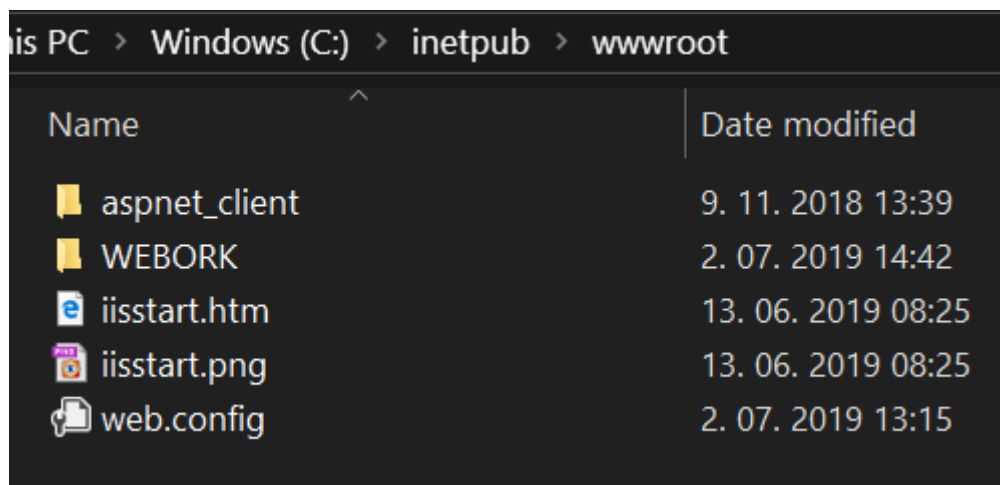 is PC > Windows (C:) > inetpub > wwwroot
Name Date modified
aspnet_client 9. 11. 2018 13:39
WEBORK 2. 07. 2019 14:42
iisstart.htm 13. 06. 2019 08:25
iisstart.png 13. 06. 2019 08:25
web.config 2. 07. 2019 13:15